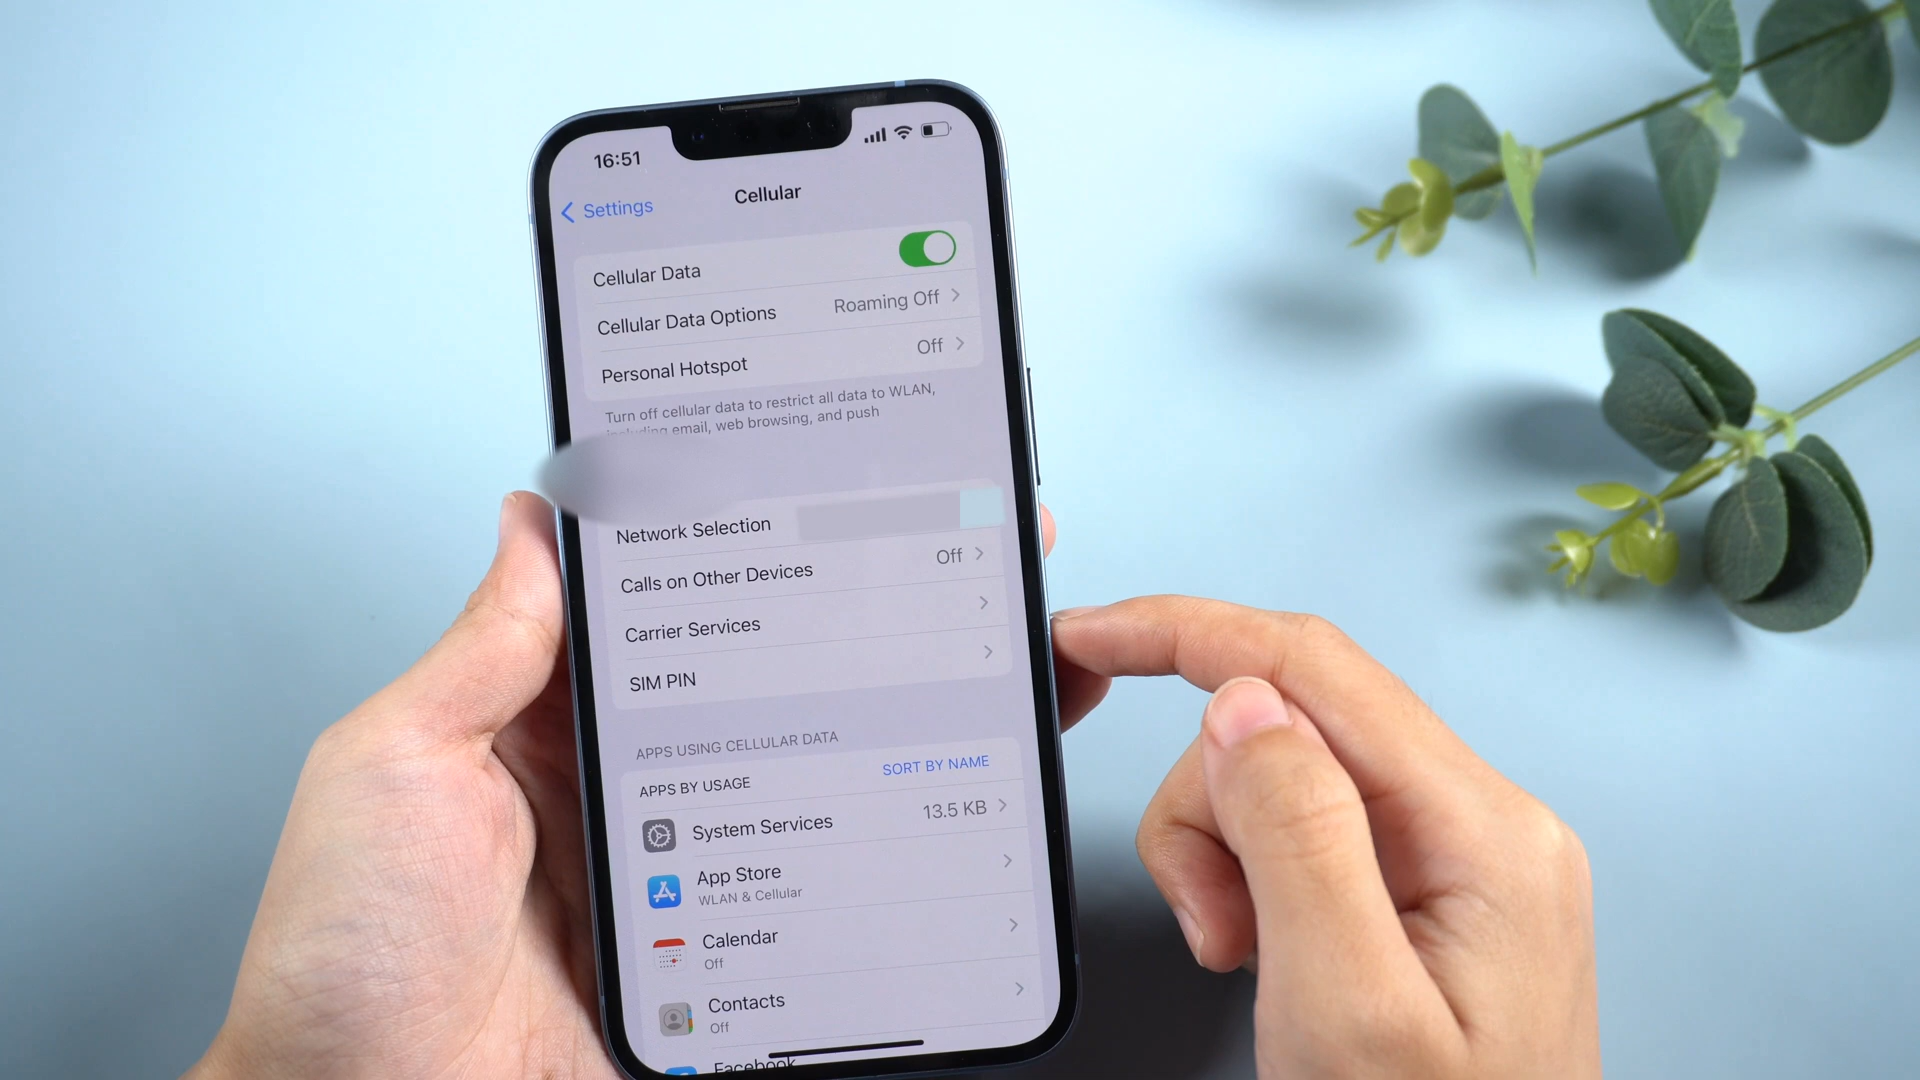 16:51
Settings
Cellular
Cellular Data
Cellular Data Options Roaming Off
Personal Hotspot Off
Turn off cellular data to restrict all data to WLAN,
including email, web browsing, and push
Network Selection
Calls on Other Devices Off
Carrier Services
SIM PIN
APPS USING CELLULAR DATA
APPS BY USAGE SORT BY NAME
System Services 13.5 KB
App Store
WLAN & Cellular
Calendar
Off
Contacts
Off
Facebook